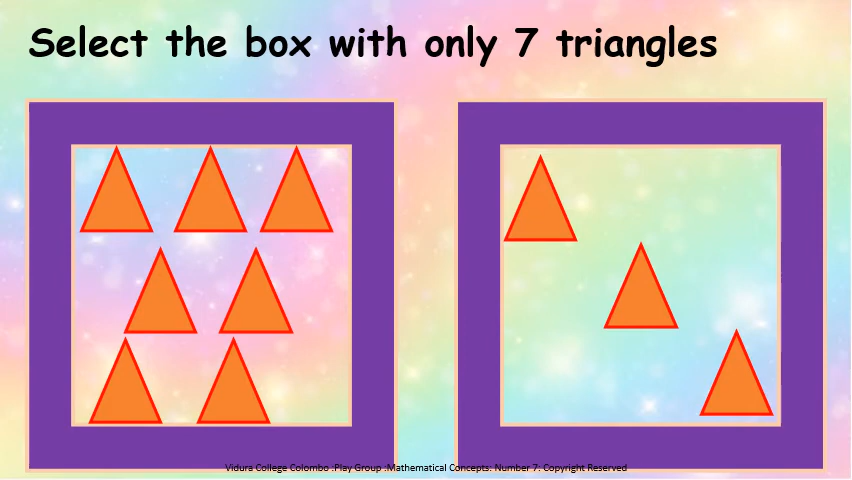 Select the box with only 7 triangles
Vidura College Colombo :Play Group :Mathematical Concepts: Number 7: Copyright Reserved